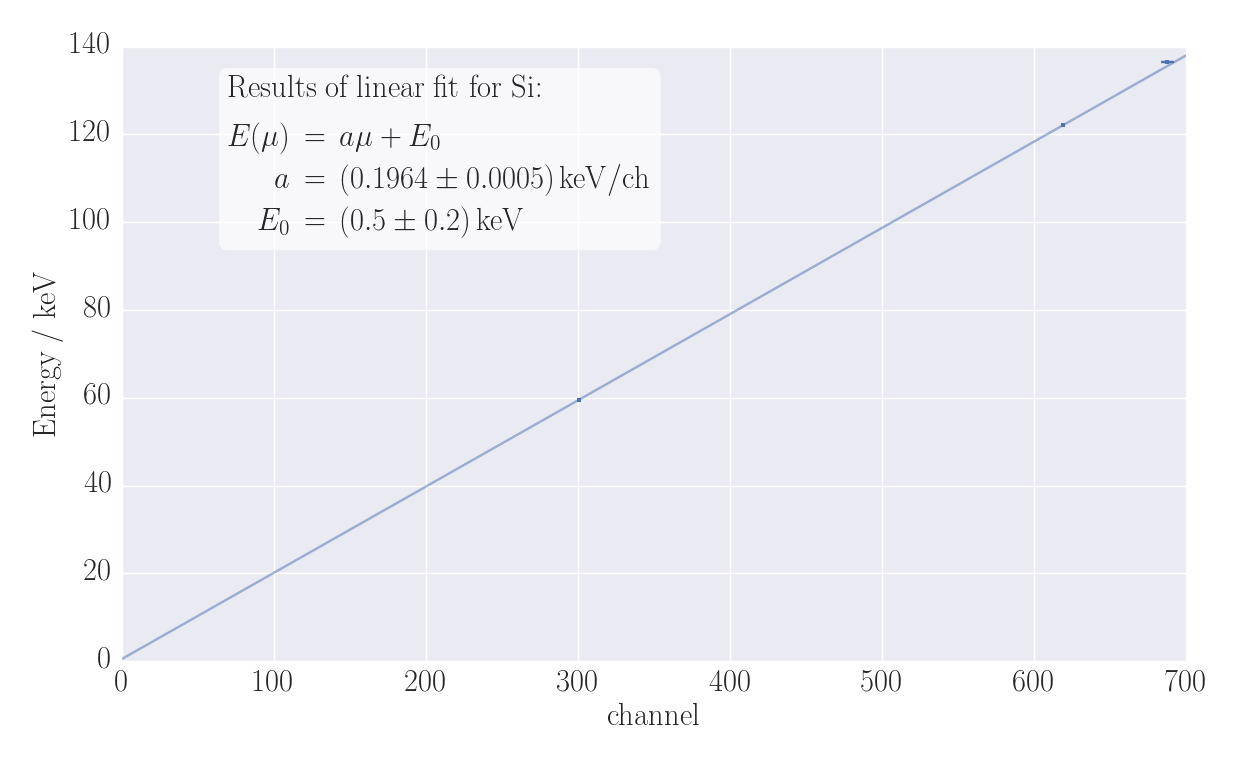 140
120
100
80
60
40
20
0
Energy / keV
Results of linear fit for Si:
E(μ) = aμ + E₀
a = (0.1964 ± 0.0005) keV/ch
E₀ = (0.5 ± 0.2) keV
0 100 200 300 400 500 600 700
channel